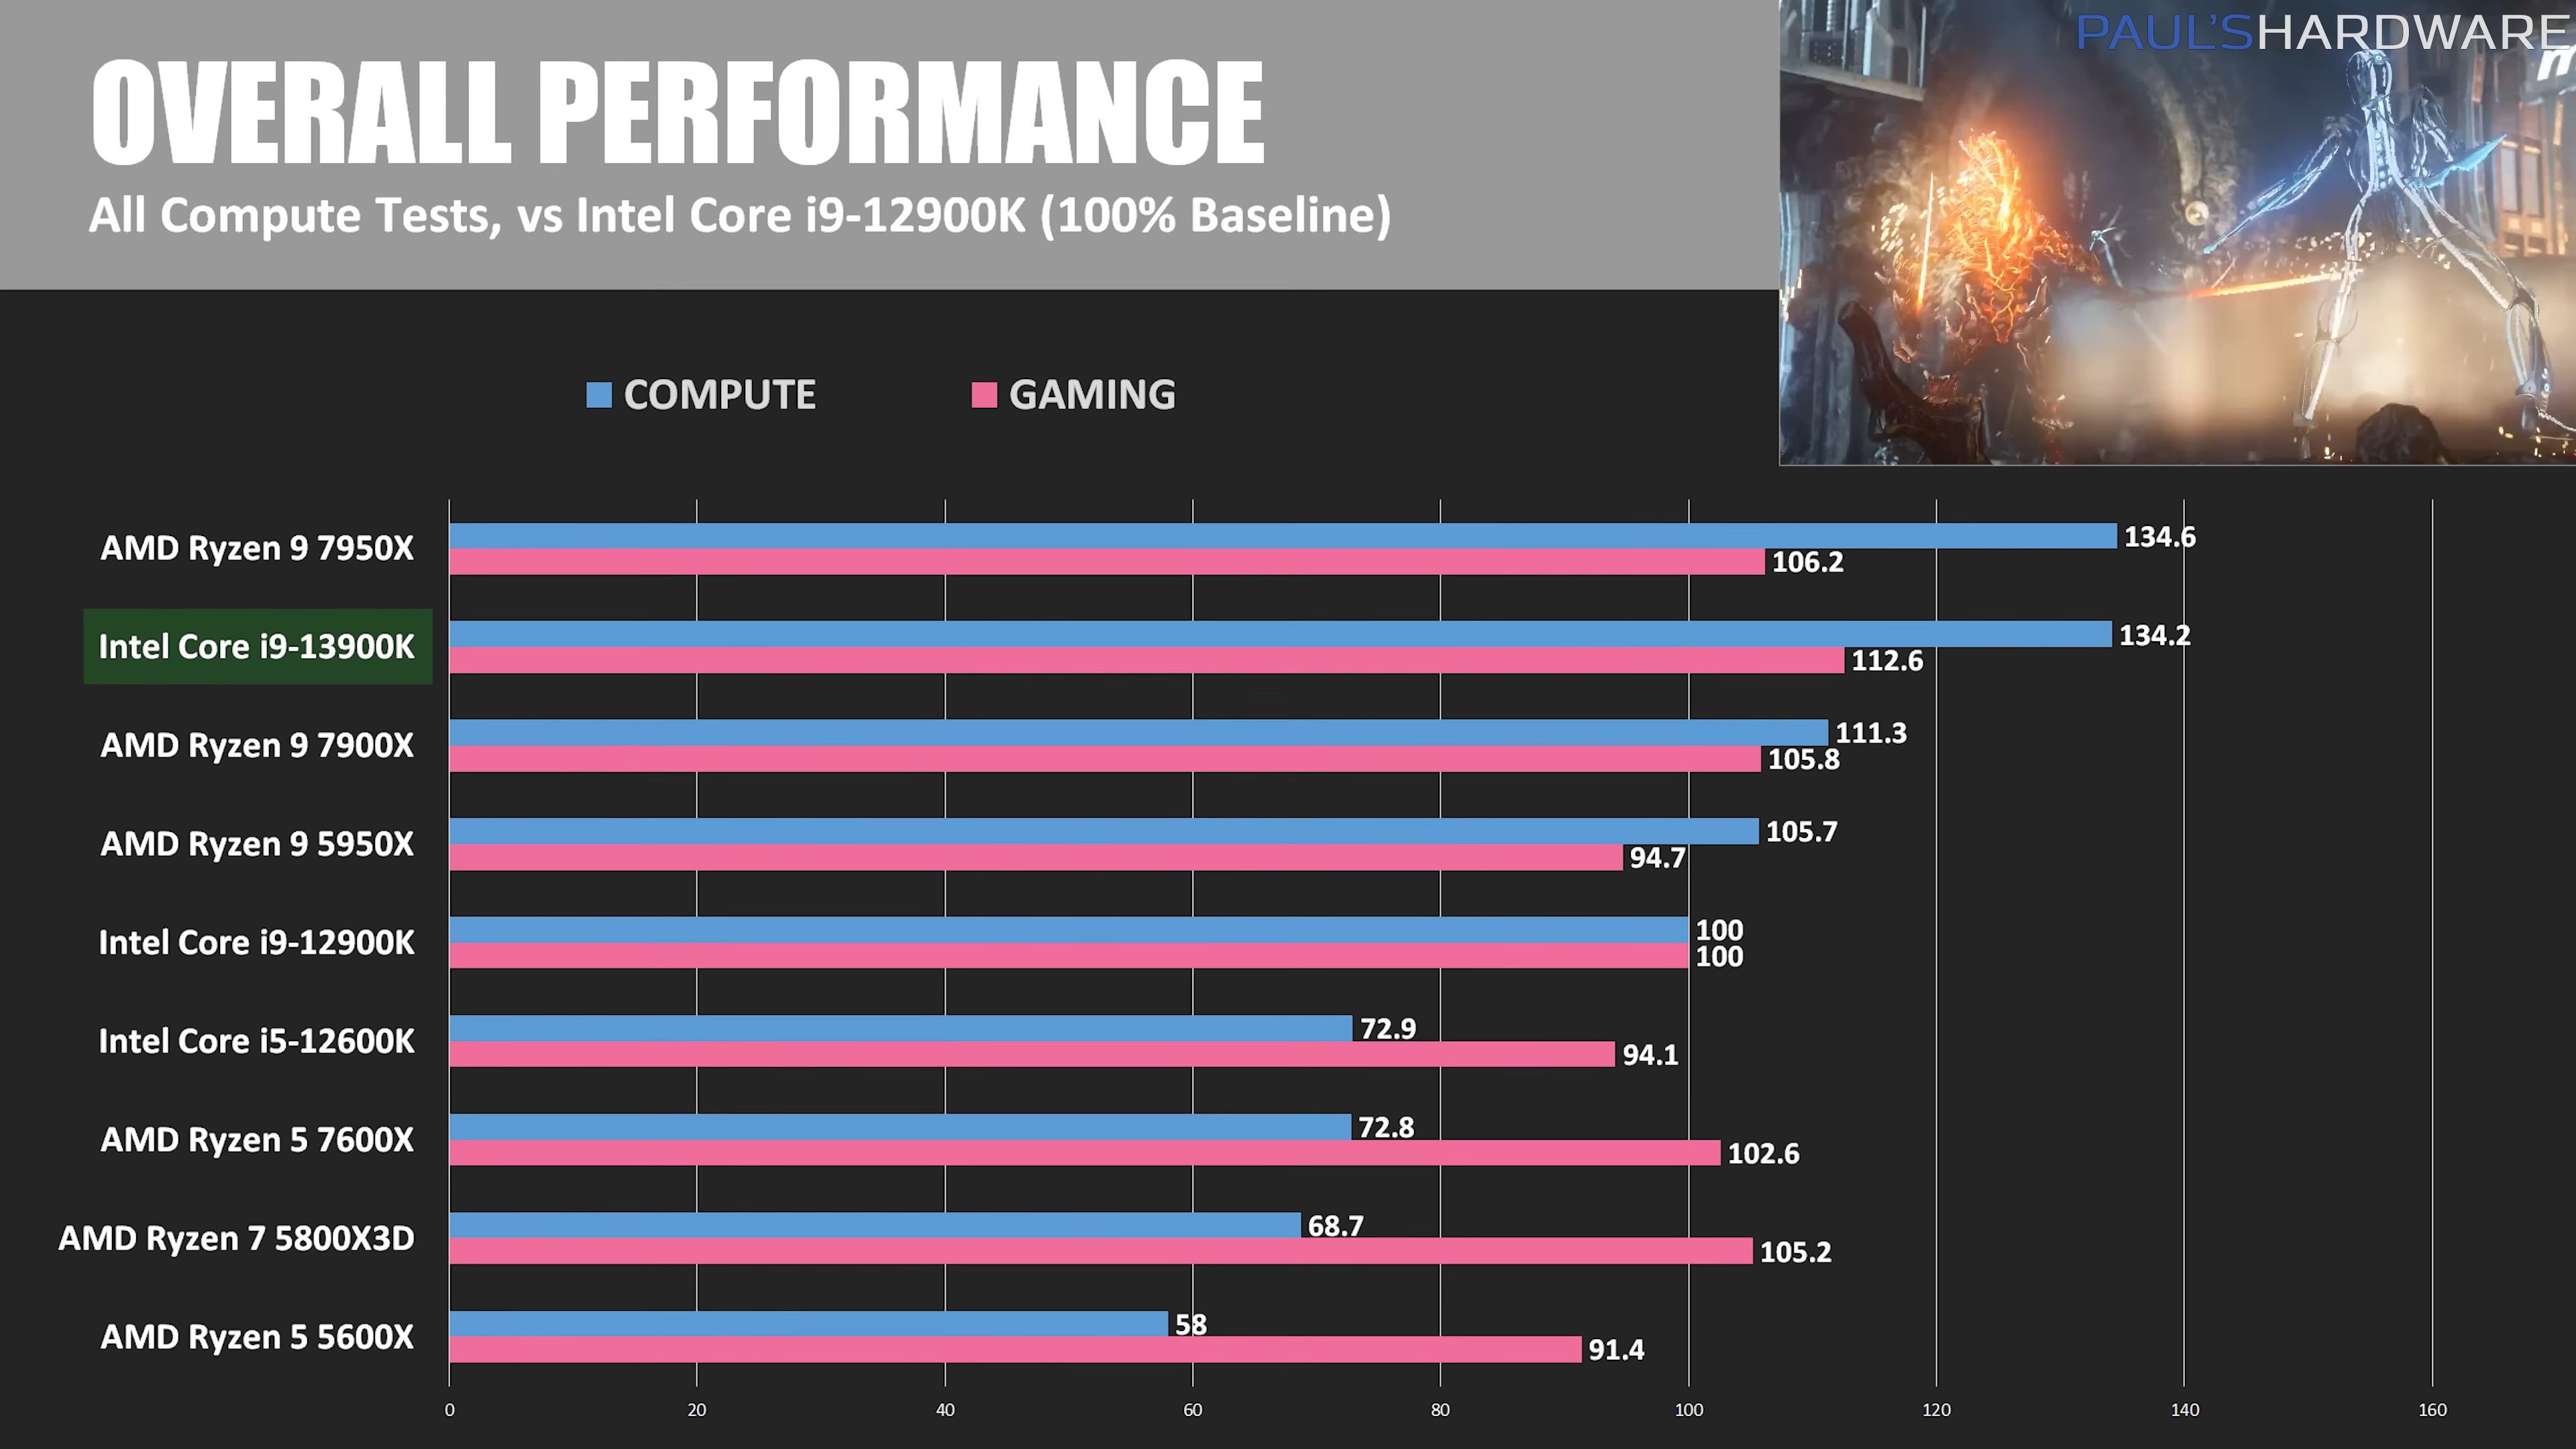 PAUL'SHARDWARE
OVERALL PERFORMANCE
All Compute Tests, vs Intel Core i9-12900K (100% Baseline)
COMPUTE GAMING
AMD Ryzen 9 7950X 134.6
106.2
Intel Core i9-13900K 134.2
112.6
AMD Ryzen 9 7900X 111.3
105.8
AMD Ryzen 9 5950X 105.7
94.7
Intel Core i9-12900K 100
100
Intel Core i5-12600K 72.9
94.1
AMD Ryzen 5 7600X 72.8
102.6
AMD Ryzen 7 5800X3D 68.7
105.2
AMD Ryzen 5 5600X 58
91.4
0 20 40 60 80 100 120 140 160